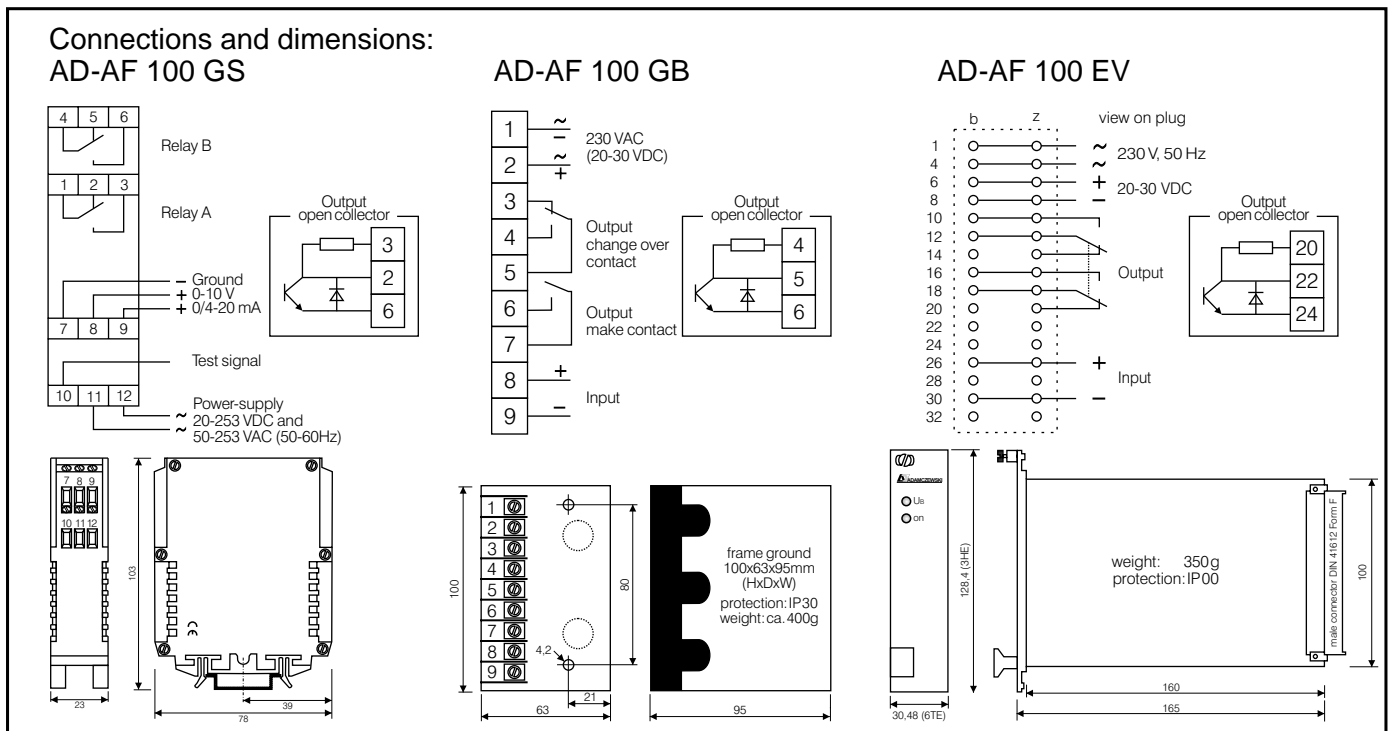 Connections and dimensions:
AD-AF 100 GS
4 5 6
Relay B
1 2 3
Relay A
Output
open collector
3
2
6
– Ground
+ 0-10 V
+ 0/4-20 mA
7 8 9
Test signal
10 11 12
Power-supply
~ 20-253 VDC and
~ 50-253 VAC (50-60Hz)
7 8 9
10 11 12
103
23
39
78
AD-AF 100 GB
1
2
3
4
5
6
7
8
9
~
–
~
+
230 VAC
(20-30 VDC)
Output
change over
contact
Output
make contact
+
–
Input
Output
open collector
4
5
6
1
2
3
4
5
6
7
8
9
100
80
4,2
21
63
frame ground
100x63x95mm
(HxDxW)
protection: IP30
weight: ca. 400g
95
AD-AF 100 EV
b z view on plug
1
4
6
8
10
12
14
16
18
20
22
24
26
28
30
32
~
~ 230 V, 50 Hz
+
– 20-30 VDC
Output
+
–
Input
Output
open collector
20
22
24
ADAMCZEWSKI
UB
on
128,4 (3HE)
30,48 (6TE)
weight: 350g
protection: IP00
male connector DIN 41612 Form F
100
160
165